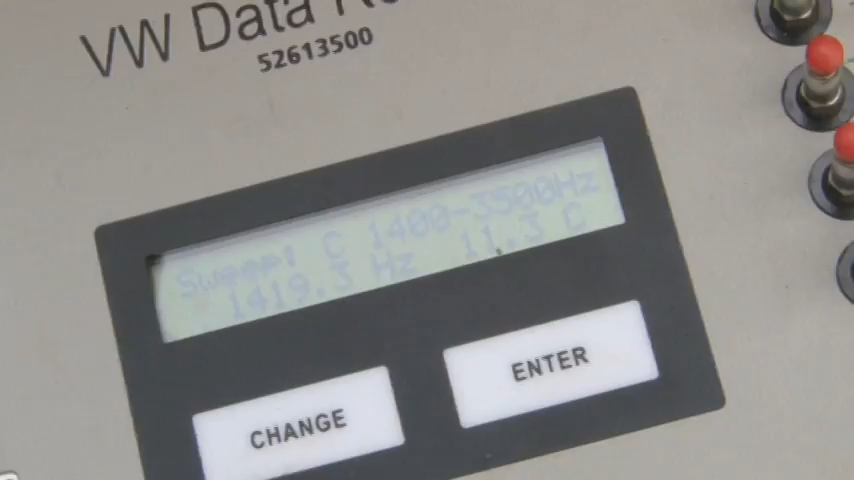 VW Data
52613500
Sweep: C 1400-3500Hz
1419.3 Hz 11.3 C
CHANGE
ENTER